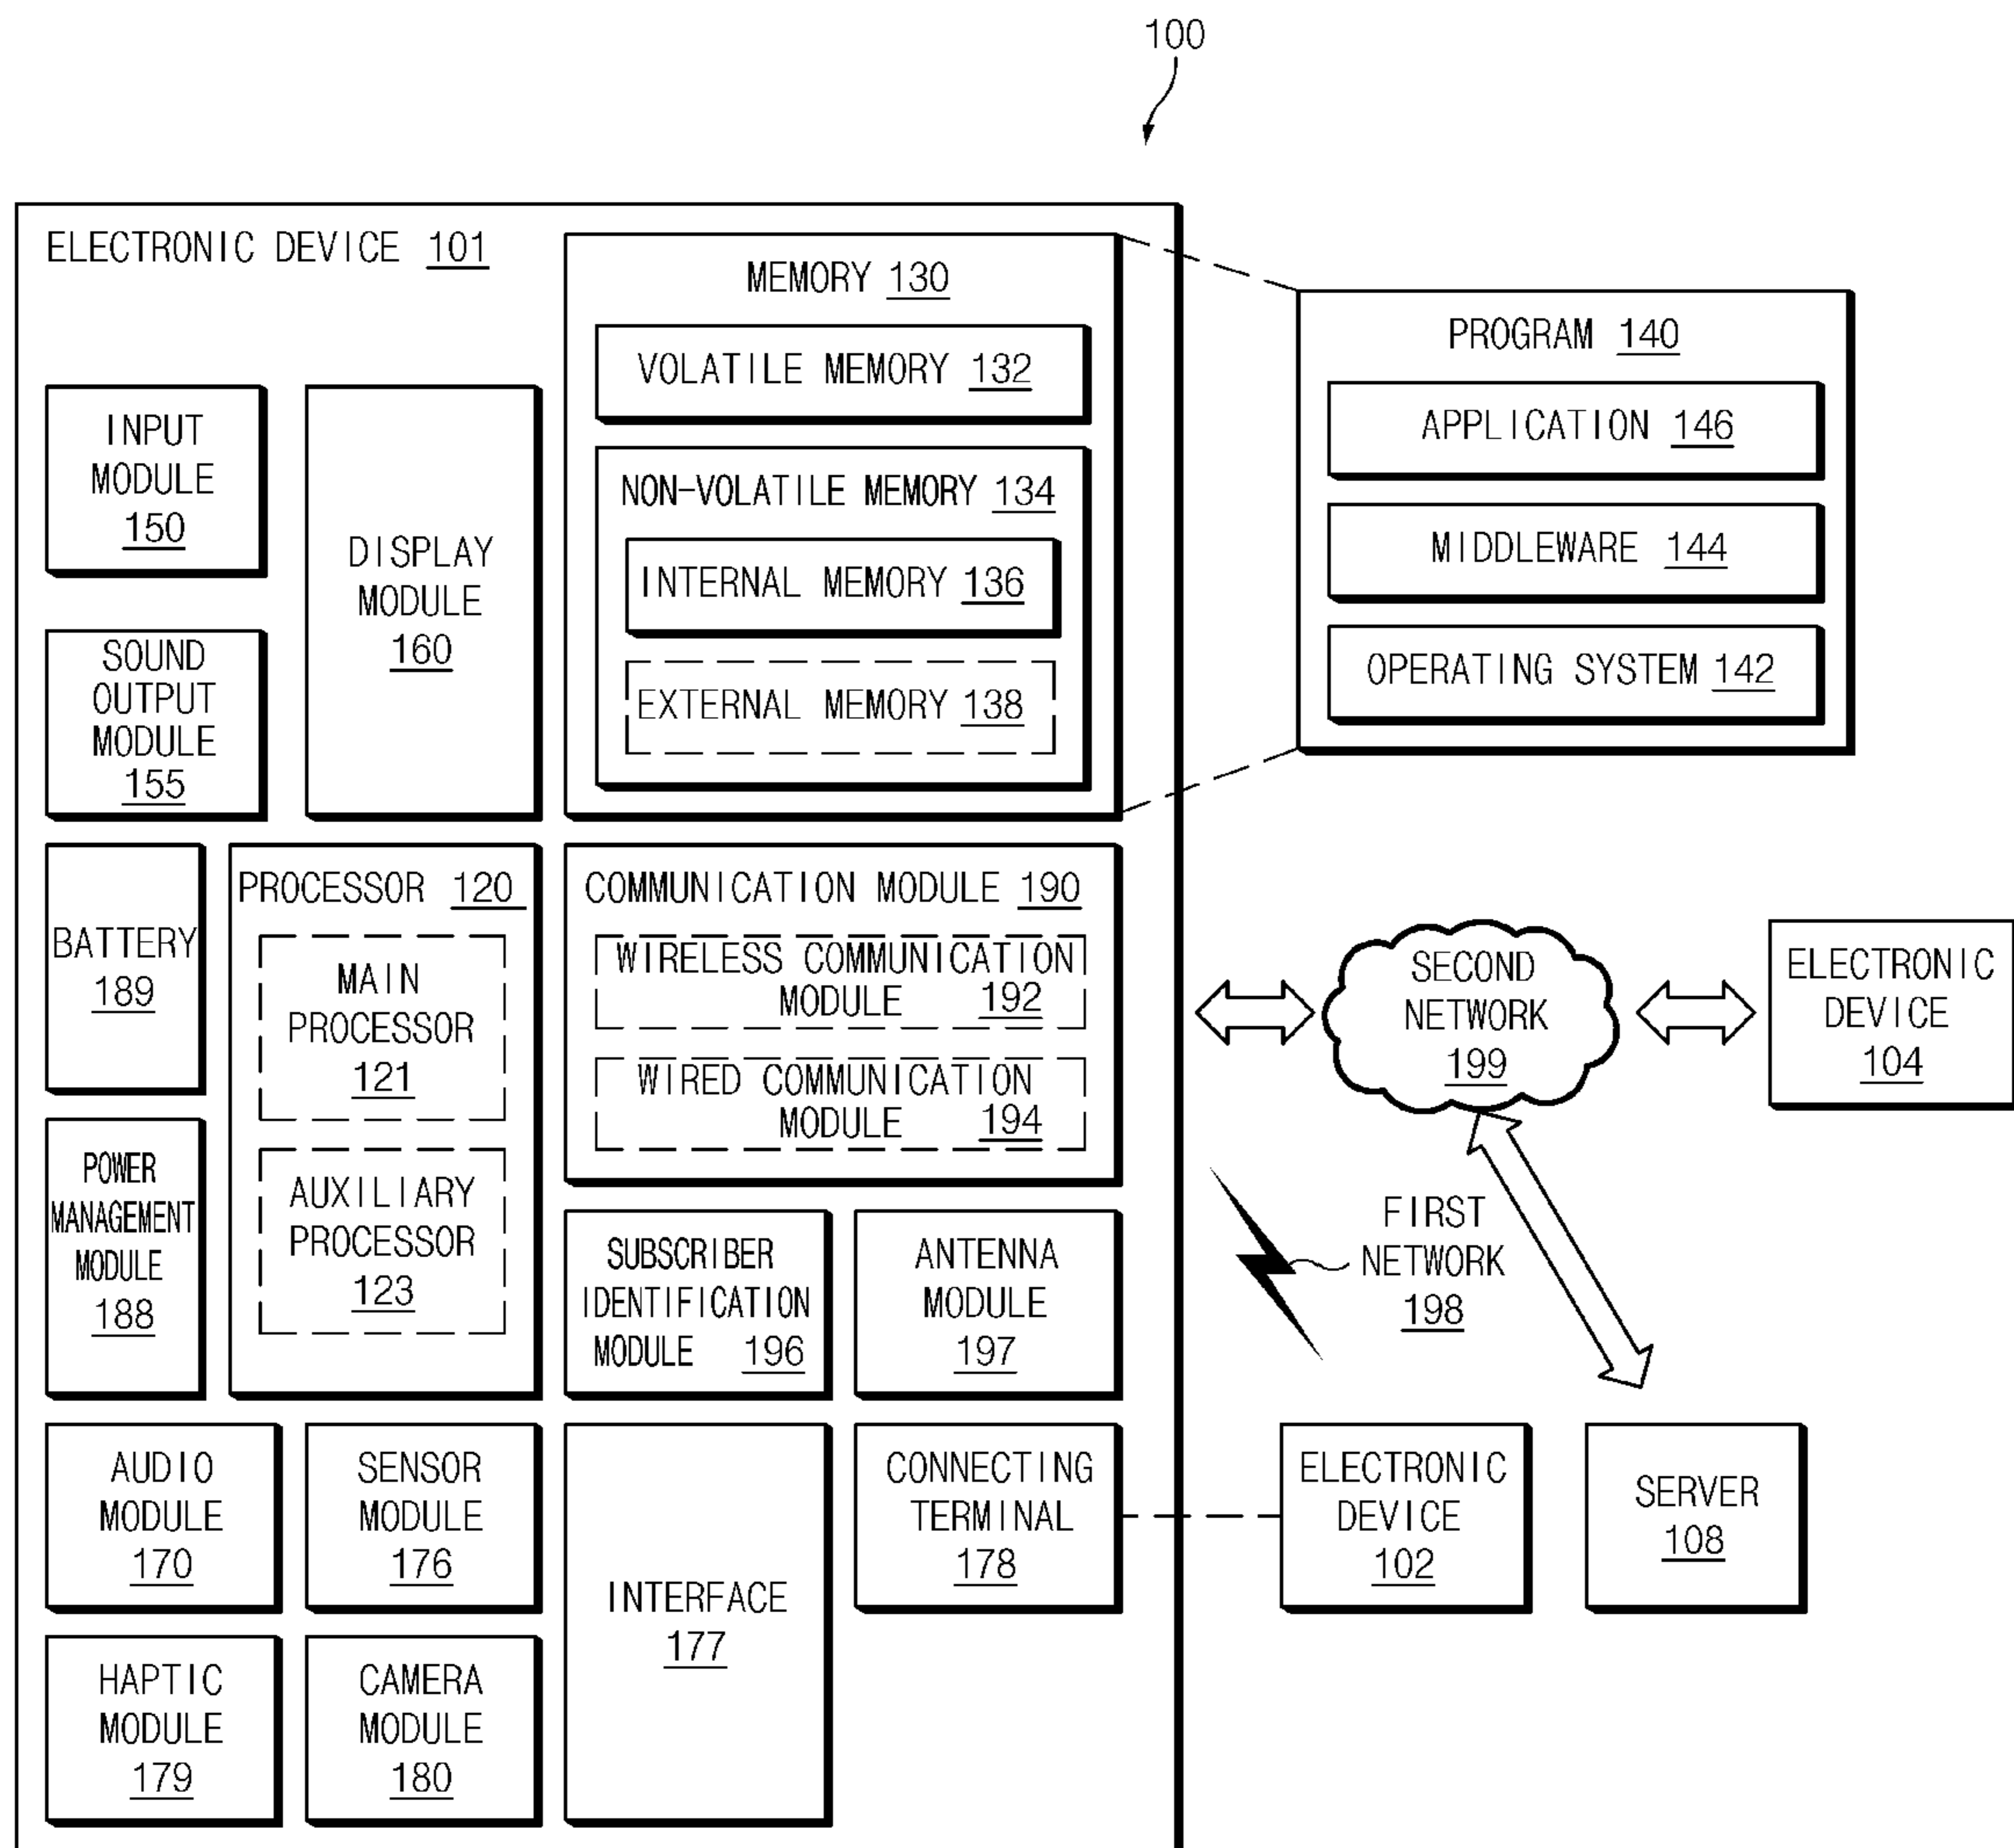 100
ELECTRONIC DEVICE 101
MEMORY 130
VOLATILE MEMORY 132
NON-VOLATILE MEMORY 134
INTERNAL MEMORY 136
EXTERNAL MEMORY 138
PROGRAM 140
APPLICATION 146
MIDDLEWARE 144
OPERATING SYSTEM 142
INPUT
MODULE
150
SOUND
OUTPUT
MODULE
155
DISPLAY
MODULE
160
BATTERY
189
POWER
MANAGEMENT
MODULE
188
PROCESSOR 120
MAIN
PROCESSOR
121
AUXILIARY
PROCESSOR
123
COMMUNICATION MODULE 190
WIRELESS COMMUNICATION
MODULE 192
WIRED COMMUNICATION
MODULE 194
SUBSCRIBER
IDENTIFICATION
MODULE 196
ANTENNA
MODULE
197
SECOND
NETWORK
199
ELECTRONIC
DEVICE
104
FIRST
NETWORK
198
AUDIO
MODULE
170
SENSOR
MODULE
176
INTERFACE
177
CONNECTING
TERMINAL
178
ELECTRONIC
DEVICE
102
SERVER
108
HAPTIC
MODULE
179
CAMERA
MODULE
180